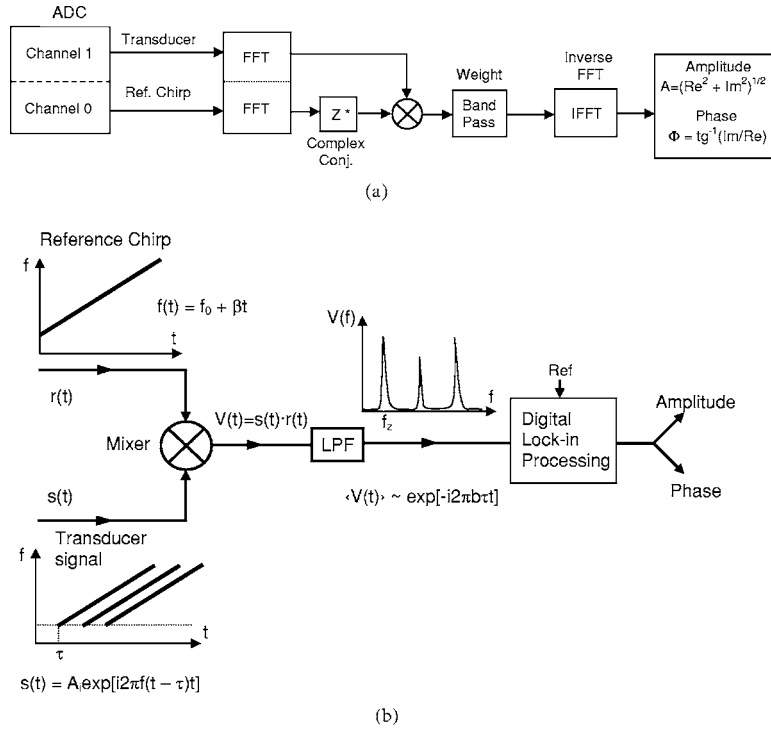 ADC
Channel 1
Channel 0
Transducer
Ref. Chirp
FFT
FFT
Z *
Complex
Conj.
Weight
Band
Pass
Inverse
FFT
IFFT
Amplitude
A=(Re² + Im²)^1/2
Phase
Φ = tg⁻¹(Im/Re)
(a)
Reference Chirp
f
f(t) = f₀ + βt
t
r(t)
Mixer
V(t)=s(t)·r(t)
LPF
V(f)
f
f_z
‹V(t)› ~ exp[-i2πbτt]
Ref
Digital
Lock-in
Processing
Amplitude
Phase
s(t)
Transducer
signal
f
t
τ
s(t) = Aᵢexp[i2πf(t − τ)t]
(b)